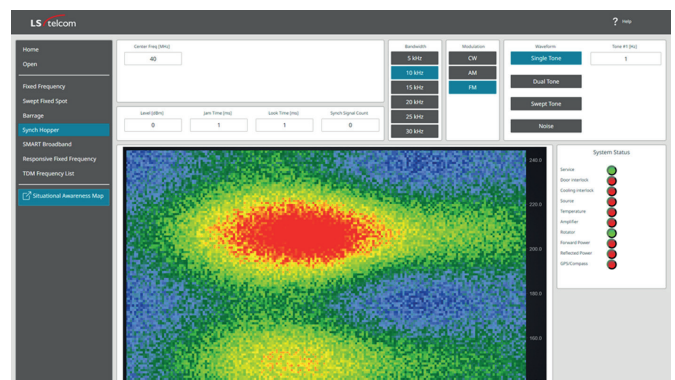 LS telcom
? Help
Home
Open
Fixed Frequency
Swept Fixed Spot
Barrage
Synch Hopper
SMART Broadband
Responsive Fixed Frequency
TDM Frequency List
Situational Awareness Map
Center Freq [MHz]
40
Level [dBm]
0
Jam Time [ms]
1
Look Time [ms]
1
Synch Signal Count
0
Bandwidth
5 kHz
10 kHz
15 kHz
20 kHz
25 kHz
30 kHz
Modulation
CW
AM
FM
Waveform
Single Tone
Dual Tone
Swept Tone
Noise
Tone #1 [Hz]
1
240.0
220.0
200.0
180.0
160.0
System Status
Service
Door Interlock
Cooling Interlock
Source
Temperature
Amplifier
Rotator
Forward Power
Reflected Power
GPS/Compass